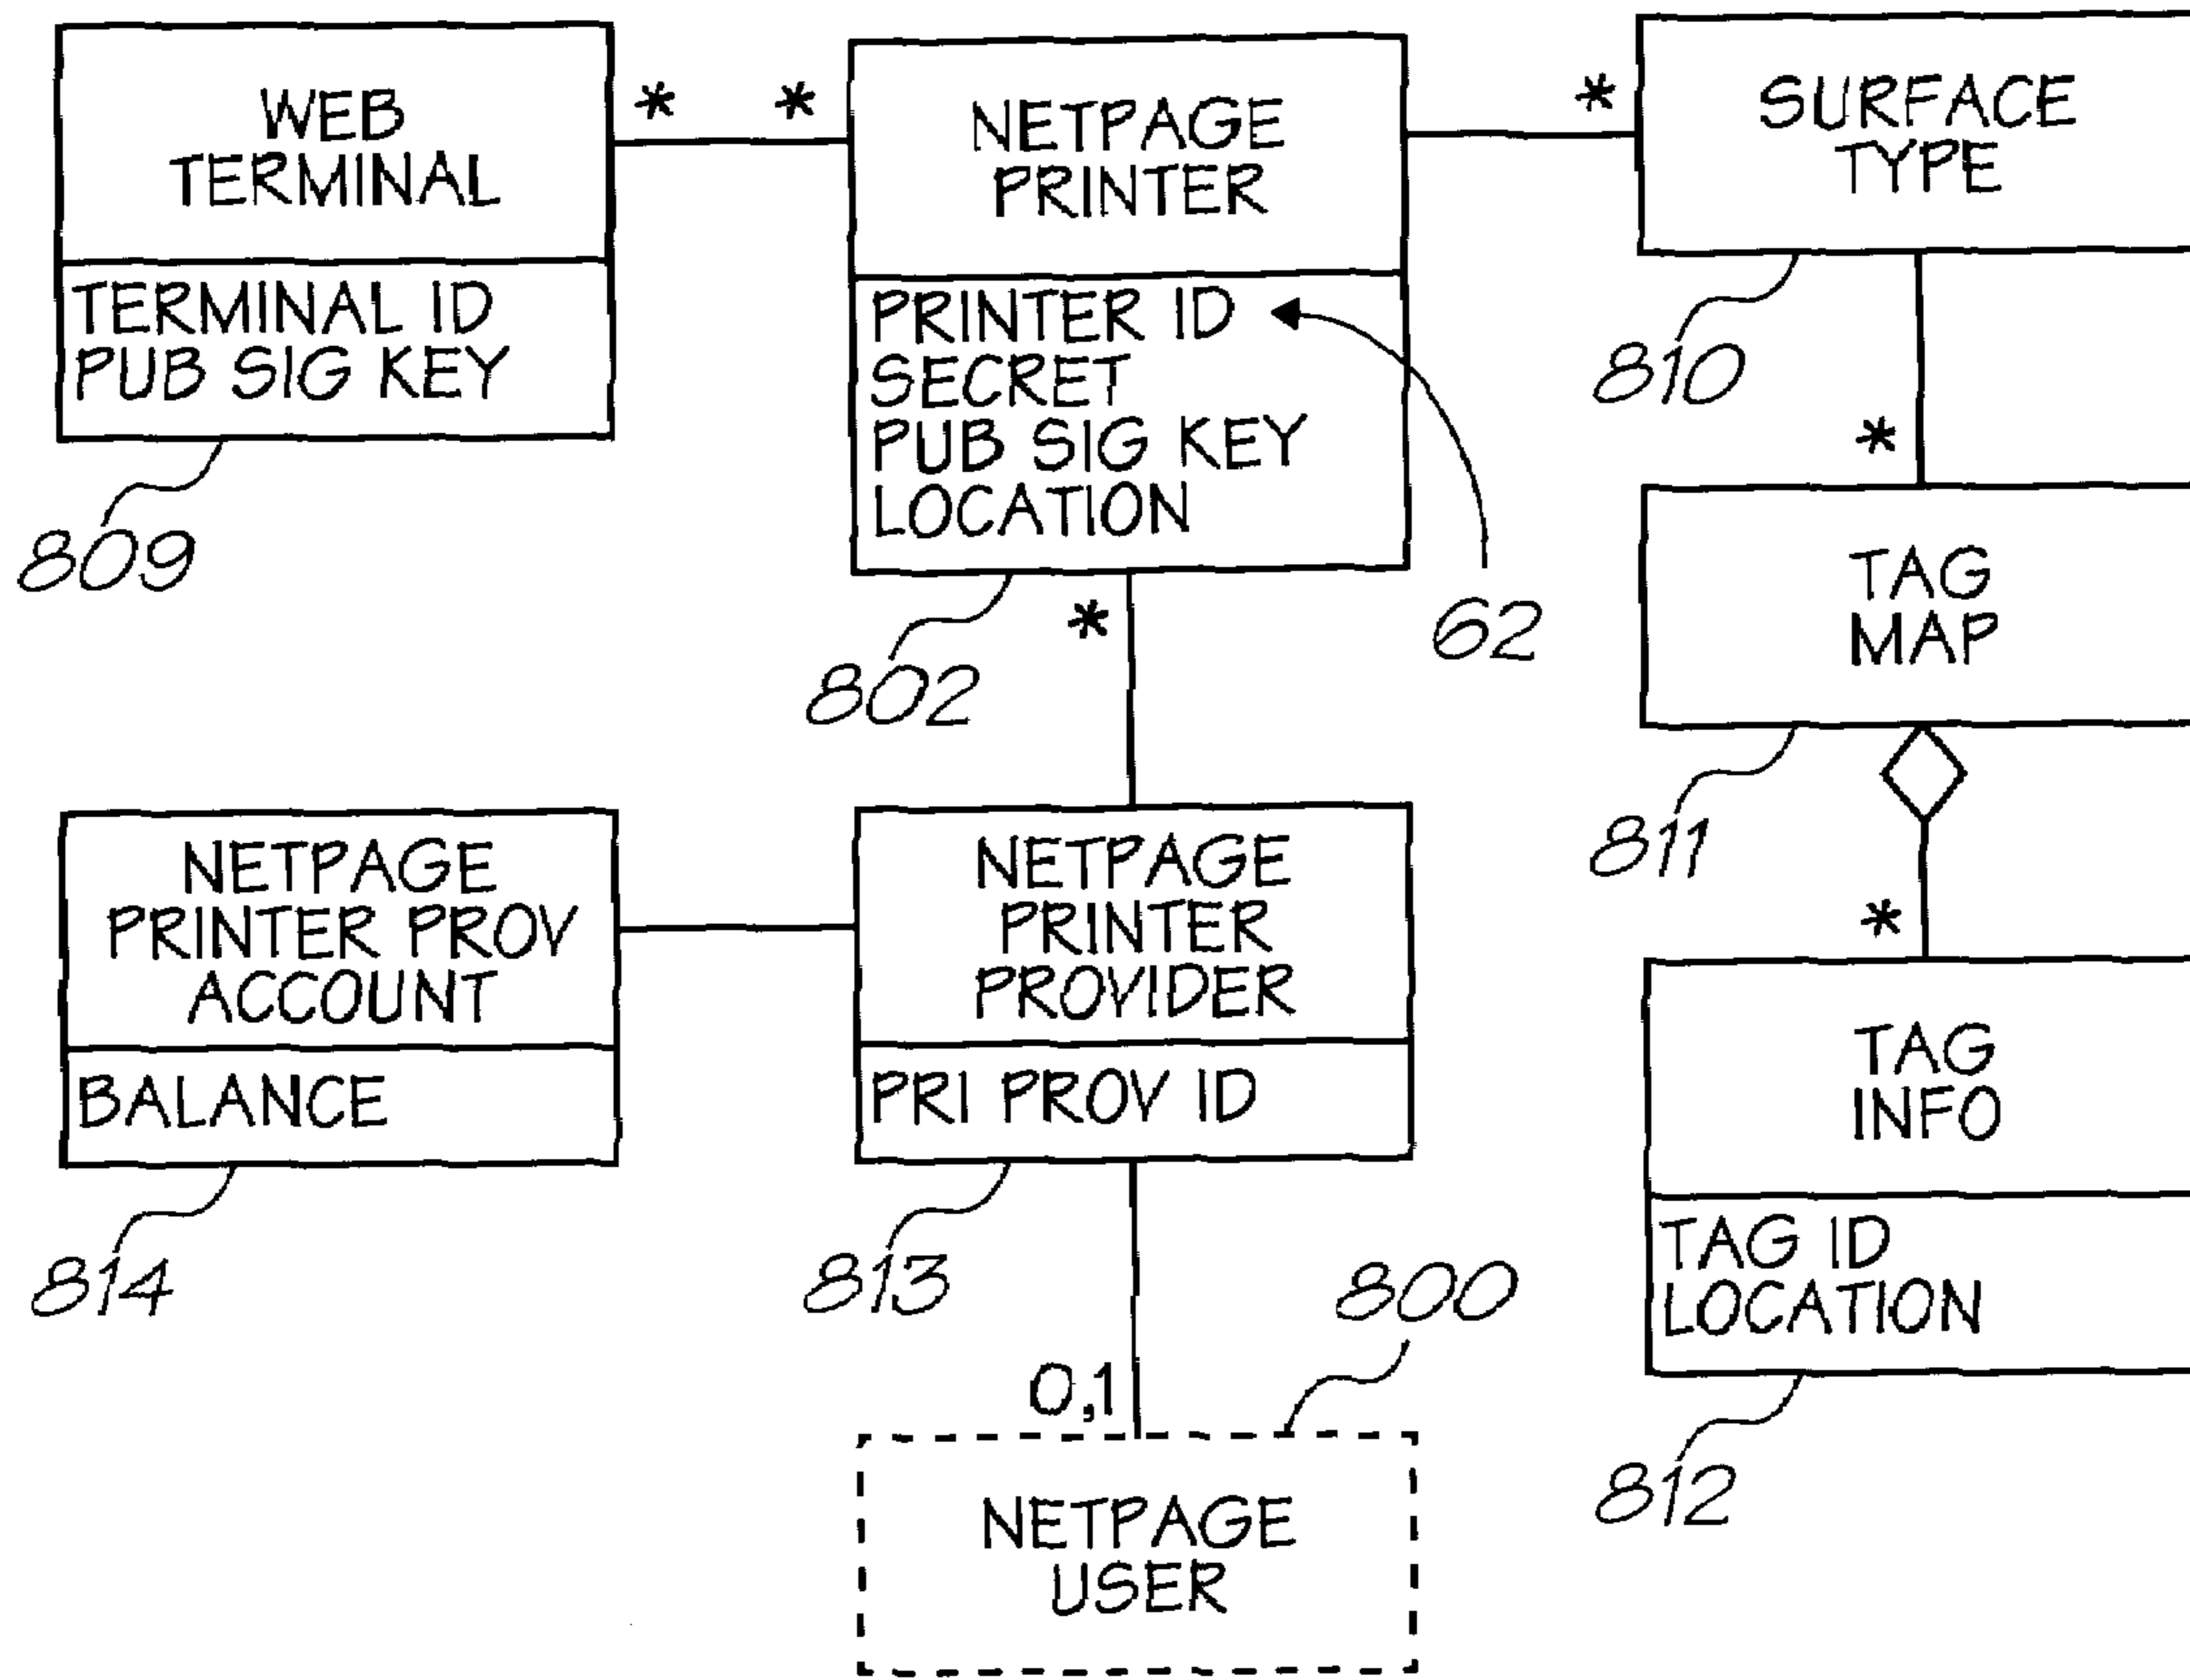 WEB
TERMINAL
TERMINAL ID
PUB SIG KEY
809
*
*
NETPAGE
PRINTER
PRINTER ID
SECRET
PUB SIG KEY
LOCATION
62
802
*
*
SURFACE
TYPE
810
*
TAG
MAP
811
*
TAG
INFO
TAG ID
LOCATION
812
NETPAGE
PRINTER PROV
ACCOUNT
BALANCE
814
NETPAGE
PRINTER
PROVIDER
PRI PROV ID
813
0,1
800
NETPAGE
USER